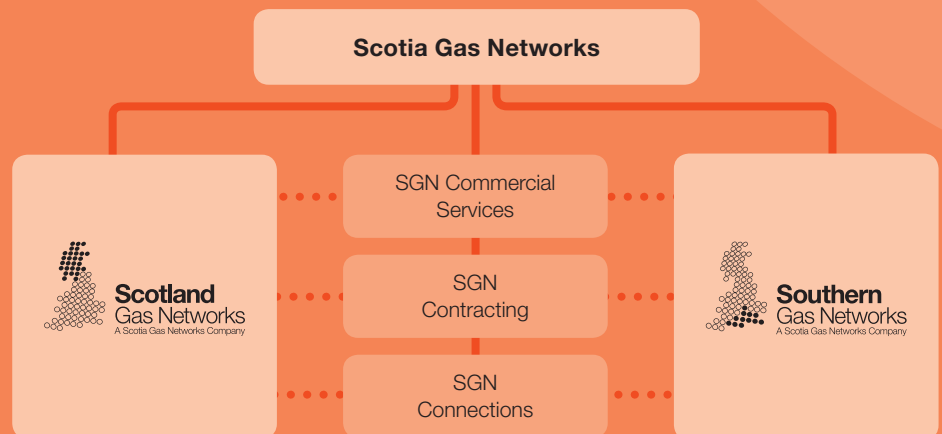 Scotia Gas Networks
SGN Commercial
Services
Scotland
Gas Networks
A Scotia Gas Networks Company
SGN
Contracting
Southern
Gas Networks
A Scotia Gas Networks Company
SGN
Connections